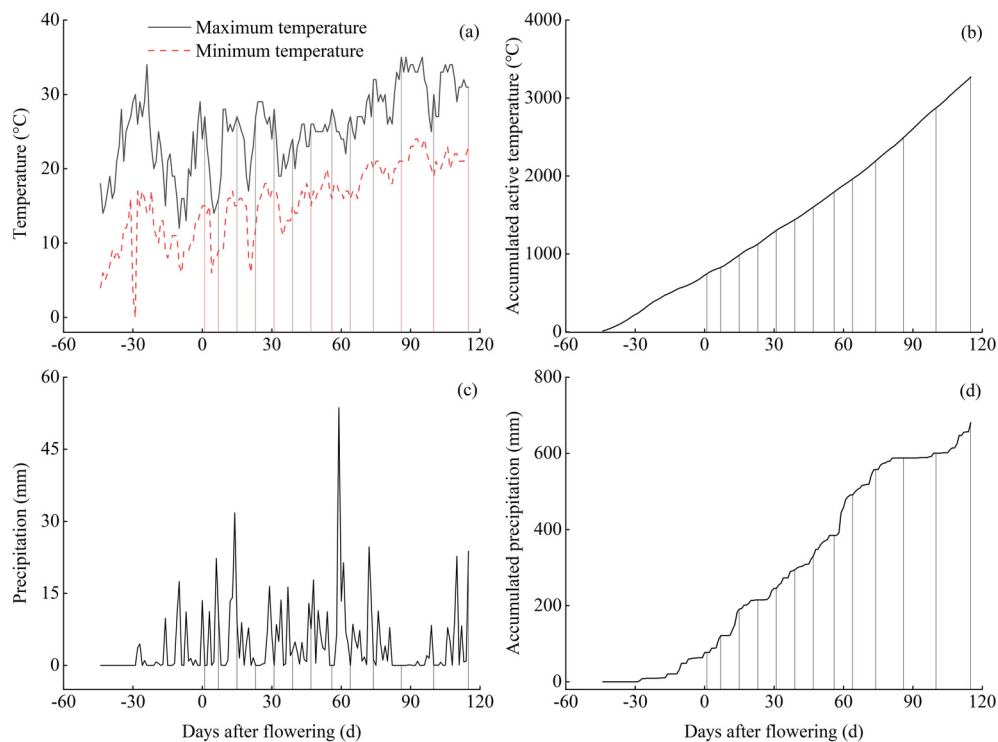 (a)
Maximum temperature
Minimum temperature
Temperature (°C)
40
30
20
10
0
-60 -30 0 30 60 90 120
(b)
Accumulated active temperature (°C)
4000
3000
2000
1000
0
-60 -30 0 30 60 90 120
(c)
Precipitation (mm)
60
45
30
15
0
-60 -30 0 30 60 90 120
Days after flowering (d)
(d)
Accumulated precipitation (mm)
800
600
400
200
0
-60 -30 0 30 60 90 120
Days after flowering (d)